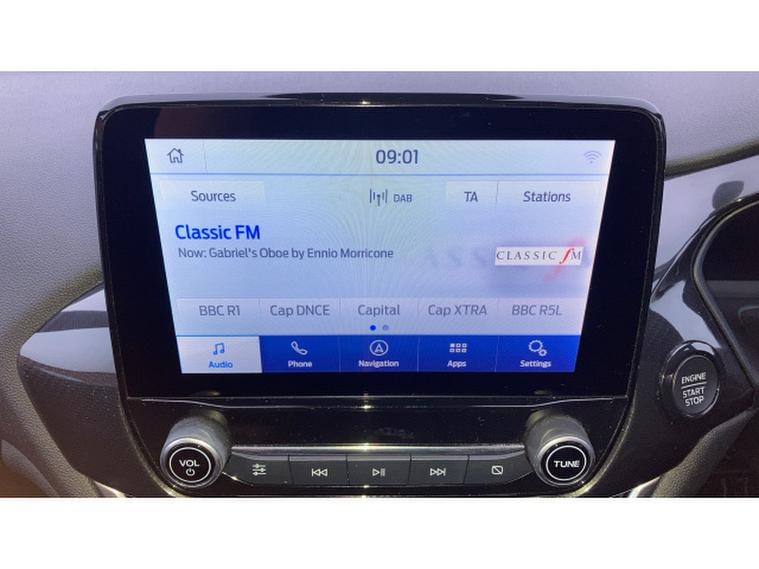 09:01
Sources DAB TA Stations
Classic FM
Now: Gabriel's Oboe by Ennio Morricone
CLASSIC fM
BBC R1 Cap DNCE Capital Cap XTRA BBC R5L
Audio Phone Navigation Apps Settings
ENGINE
START
STOP
VOL TUNE